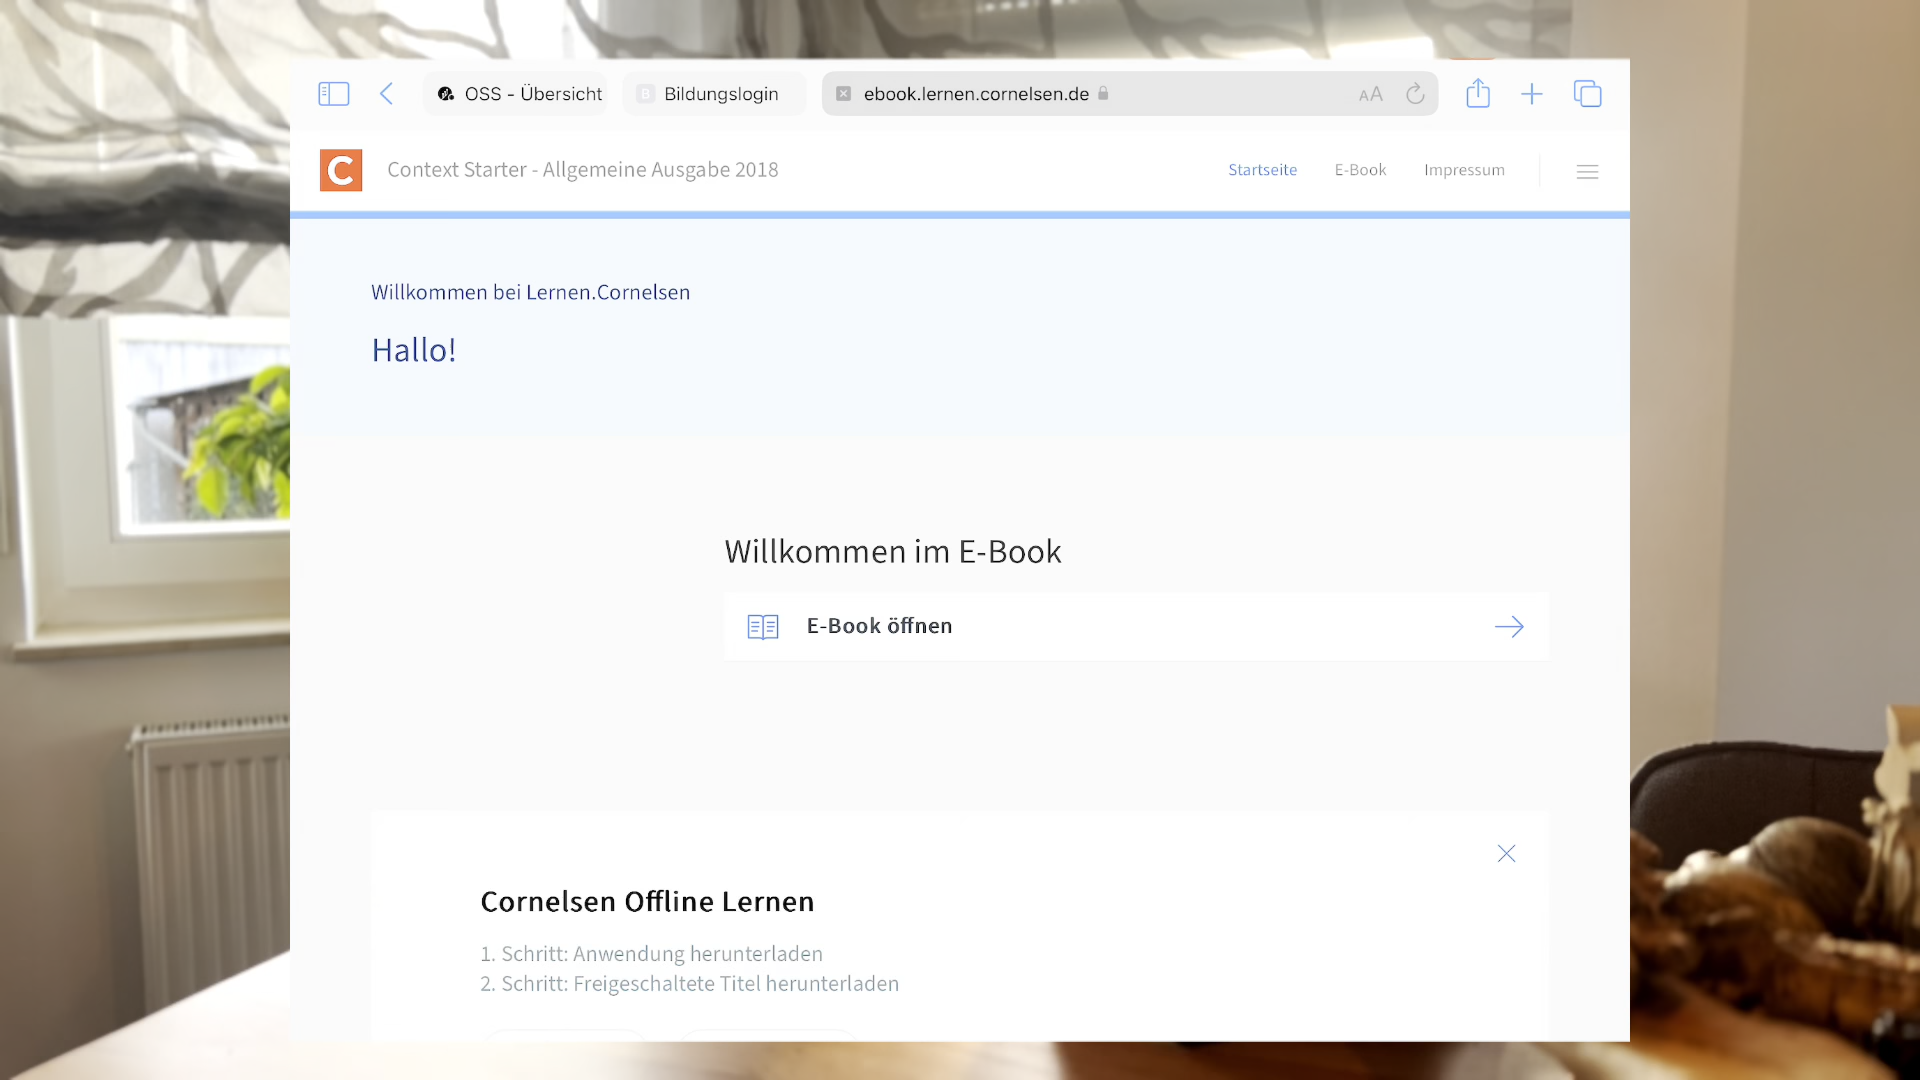 OSS - Übersicht
B Bildungslogin
ebook.lernen.cornelsen.de
AA
C
Context Starter - Allgemeine Ausgabe 2018
Startseite
E-Book
Impressum
Willkommen bei Lernen.Cornelsen
Hallo!
Willkommen im E-Book
E-Book öffnen
Cornelsen Offline Lernen
1. Schritt: Anwendung herunterladen
2. Schritt: Freigeschaltete Titel herunterladen